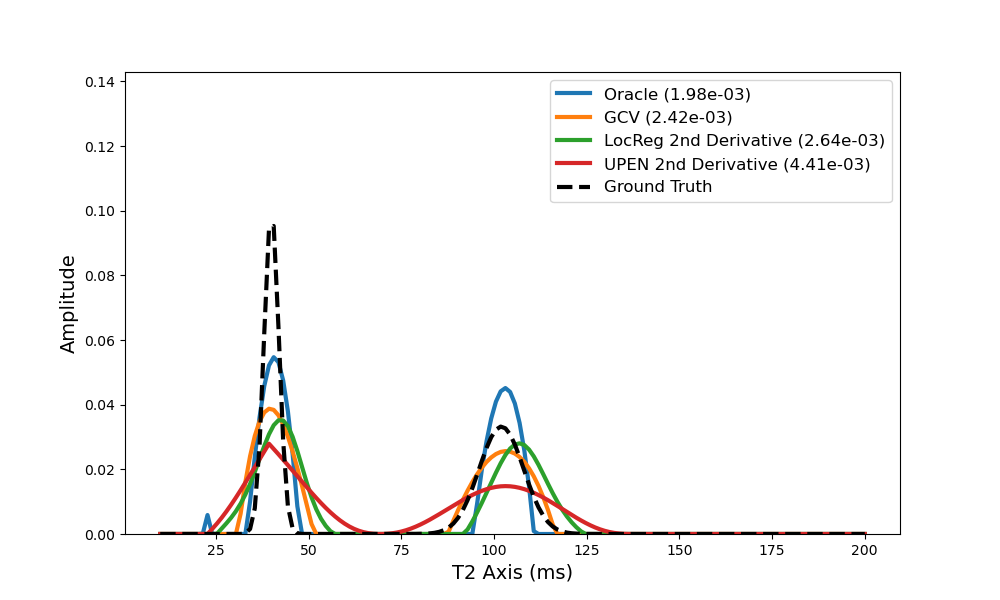 0.14
0.12
0.10
0.08
0.06
0.04
0.02
0.00
Amplitude
25
50
75
100
125
150
175
200
T2 Axis (ms)
Oracle (1.98e-03)
GCV (2.42e-03)
LocReg 2nd Derivative (2.64e-03)
UPEN 2nd Derivative (4.41e-03)
Ground Truth